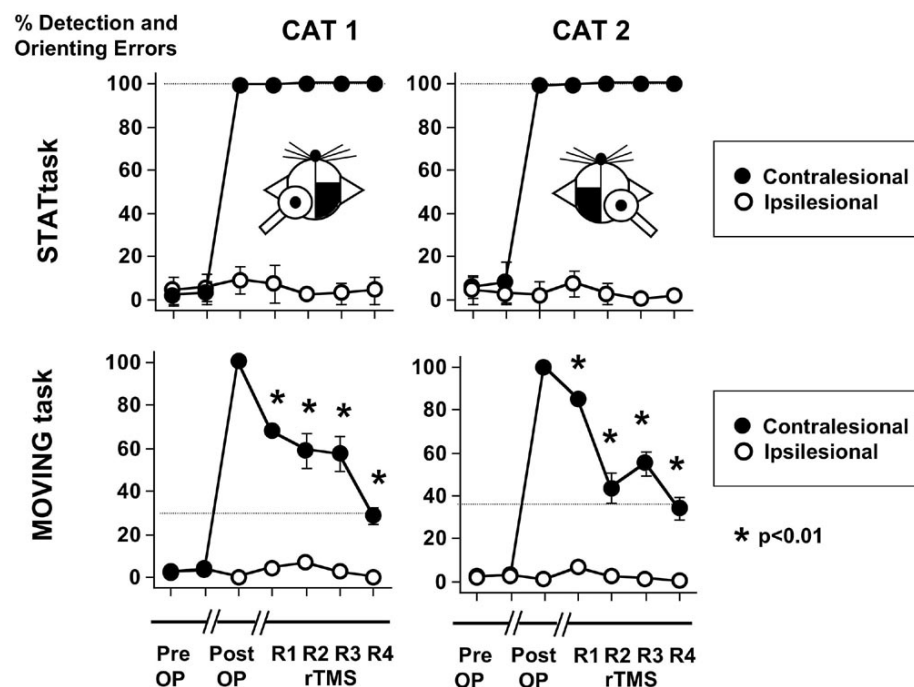 % Detection and
Orienting Errors
CAT 1
CAT 2
STATtask
100
80
60
40
20
0
100
80
60
40
20
0
Contralesional
Ipsilesional
MOVING task
100
80
60
40
20
0
* * * *
100
80
60
40
20
0
* * * *
Contralesional
Ipsilesional
* p<0.01
Pre
OP
Post
OP
R1 R2 R3 R4
rTMS
Pre
OP
Post
OP
R1 R2 R3 R4
rTMS